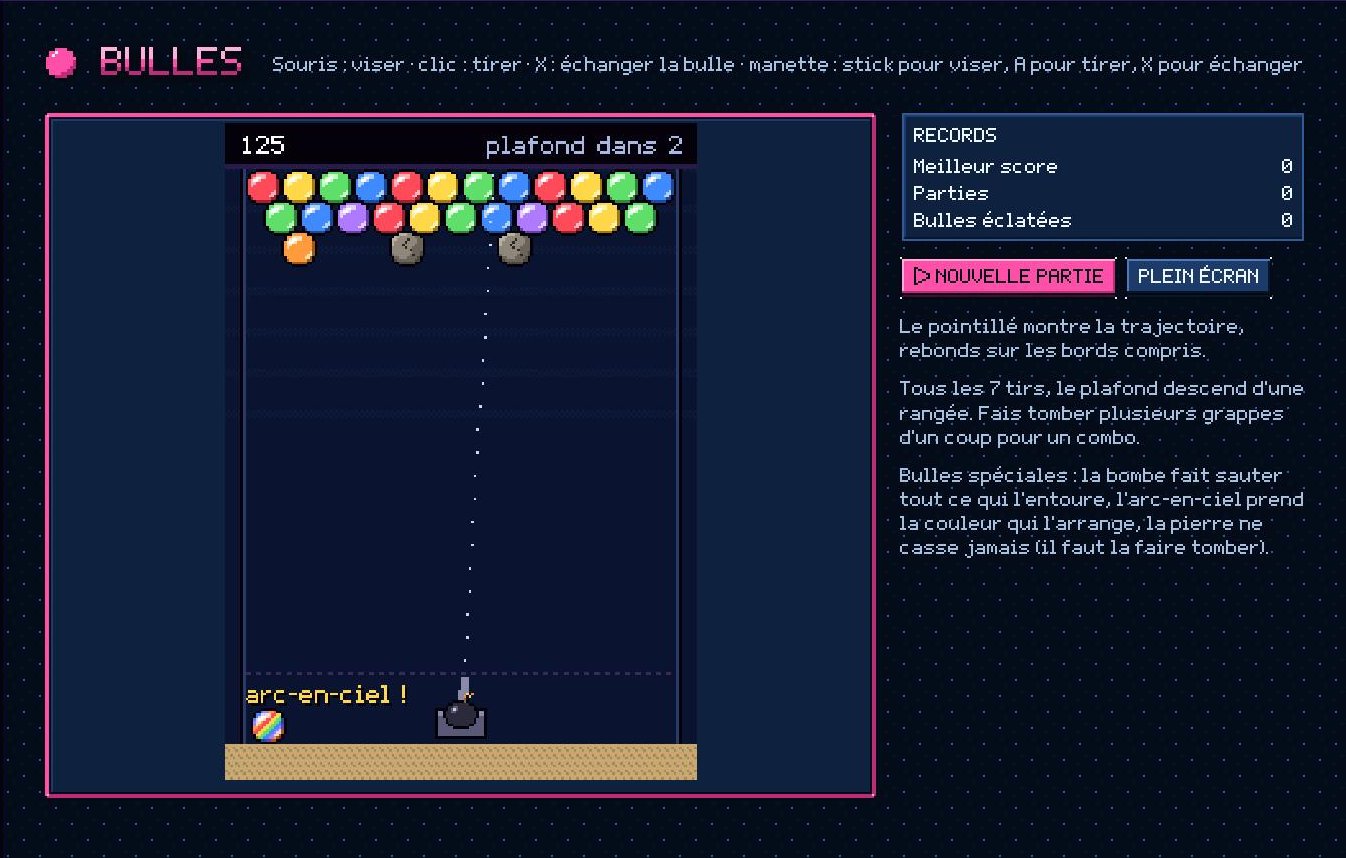 BULLES
Souris : viser · clic : tirer · X : échanger la bulle · manette : stick pour viser, A pour tirer, X pour échanger
125
plafond dans 2
arc-en-ciel !
RECORDS
Meilleur score 0
Parties 0
Bulles éclatées 0
NOUVELLE PARTIE
PLEIN ÉCRAN
Le pointillé montre la trajectoire,
rebonds sur les bords compris.
Tous les 7 tirs, le plafond descend d'une
rangée. Fais tomber plusieurs grappes
d'un coup pour un combo.
Bulles spéciales : la bombe fait sauter
tout ce qui l'entoure, l'arc-en-ciel prend
la couleur qui l'arrange, la pierre ne
casse jamais (il faut la faire tomber).